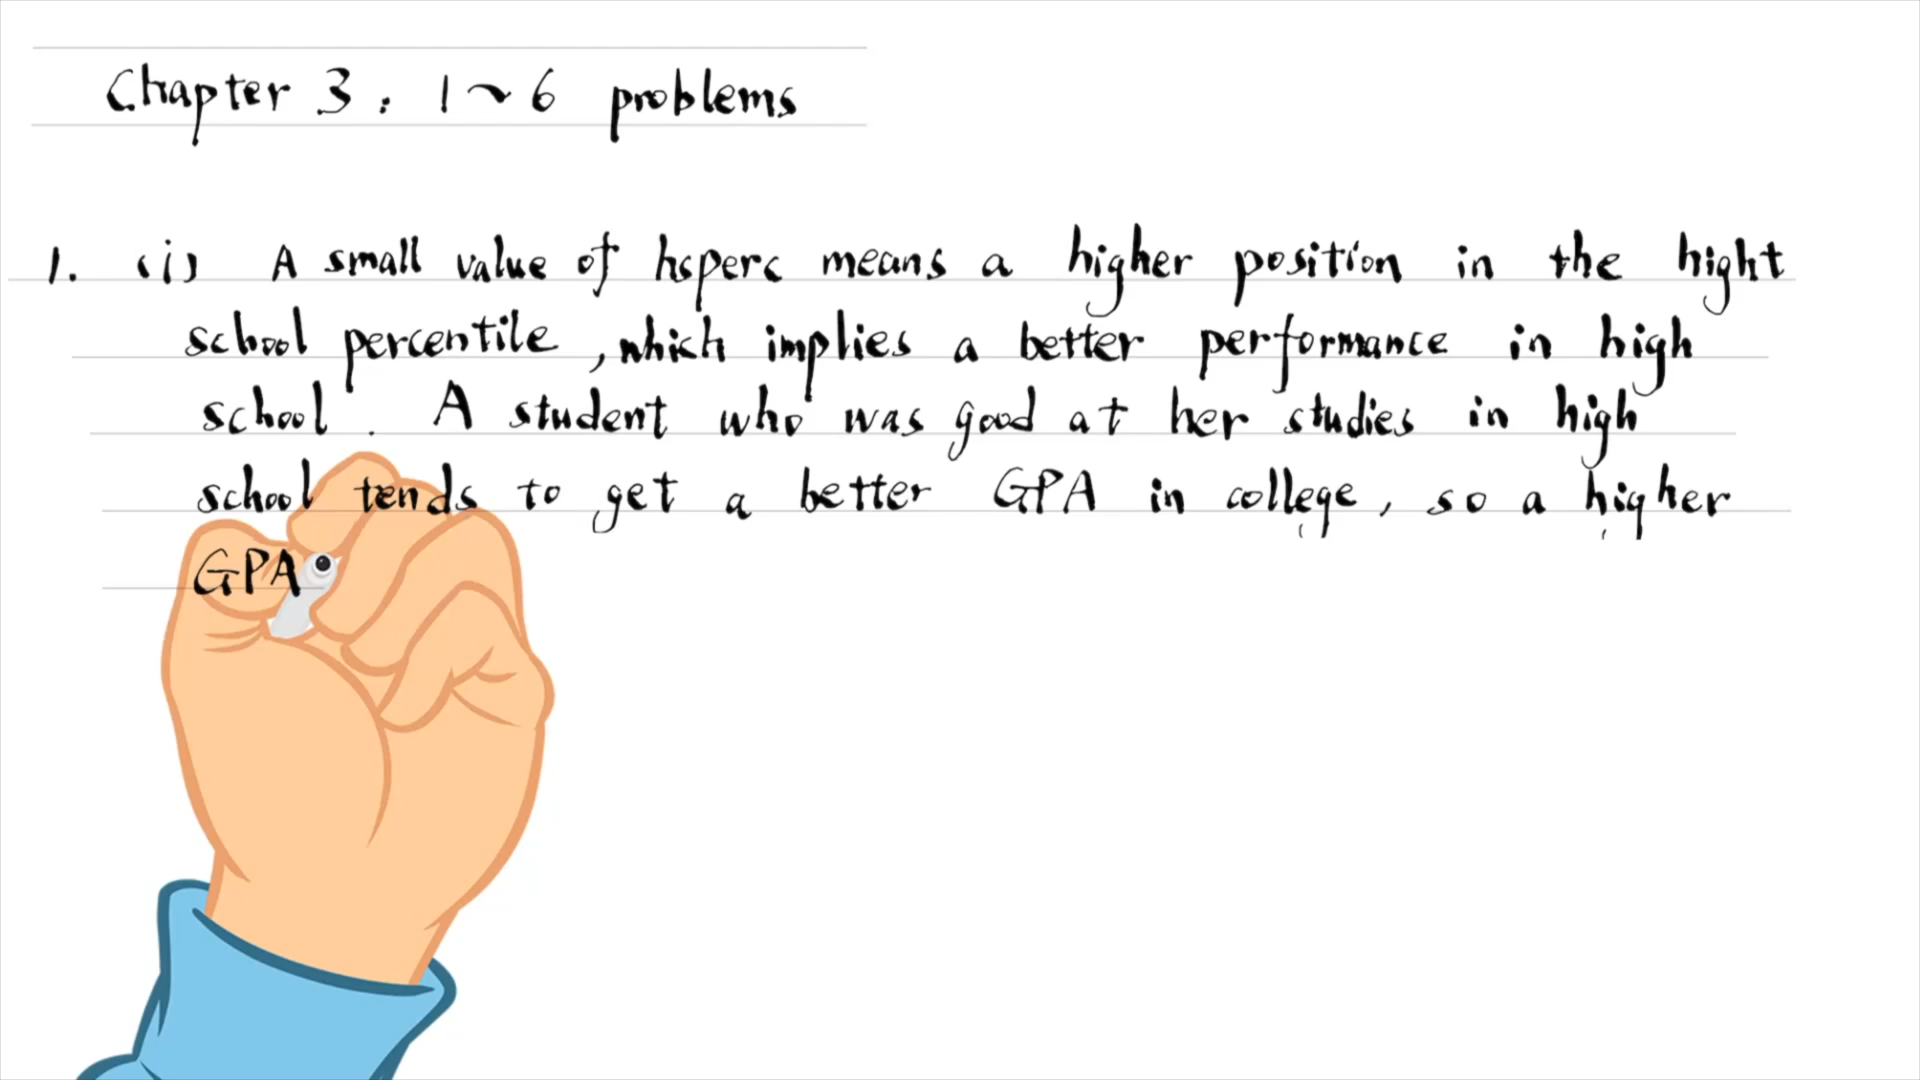 Chapter 3 : 1~6 problems
1. (i) A small value of hsperc means a higher position in the hight
school percentile, which implies a better performance in high
school. A student who was good at her studies in high
school tends to get a better GPA in college, so a higher
GPA